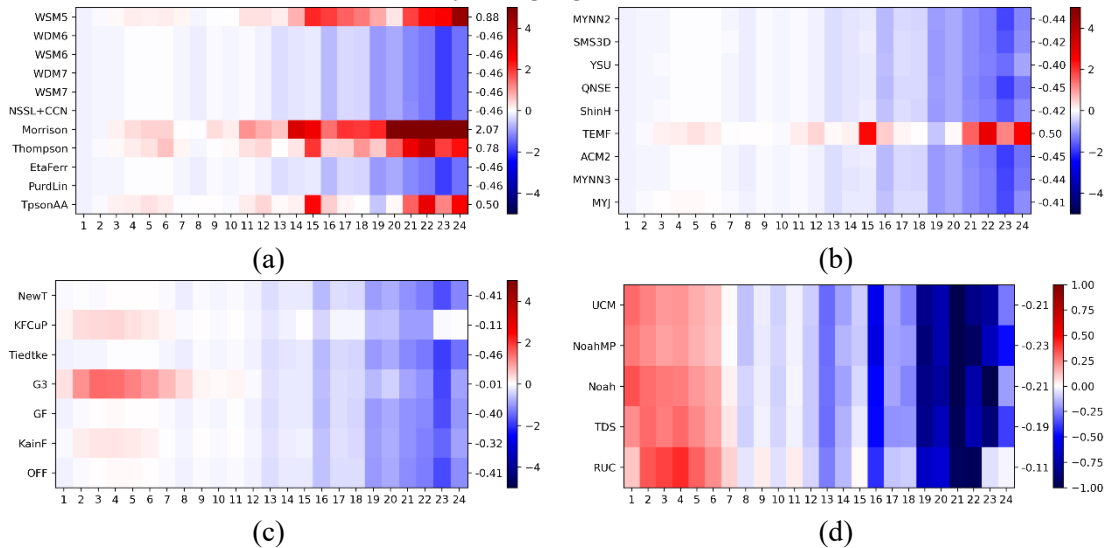 WSM5 0.88
WDM6 -0.46
WSM6 -0.46
WDM7 -0.46
WSM7 -0.46
NSSL+CCN -0.46
Morrison 2.07
Thompson 0.78
EtaFerr -0.46
PurdLin -0.46
TpsonAA 0.50
1 2 3 4 5 6 7 8 9 10 11 12 13 14 15 16 17 18 19 20 21 22 23 24
4
2
0
−2
−4
(a)
MYNN2 -0.44
SMS3D -0.42
YSU -0.40
QNSE -0.45
ShinH -0.42
TEMF 0.50
ACM2 -0.45
MYNN3 -0.44
MYJ -0.41
1 2 3 4 5 6 7 8 9 10 11 12 13 14 15 16 17 18 19 20 21 22 23 24
4
2
0
−2
−4
(b)
NewT -0.41
KFCuP -0.11
Tiedtke -0.46
G3 -0.01
GF -0.40
KainF -0.32
OFF -0.41
1 2 3 4 5 6 7 8 9 10 11 12 13 14 15 16 17 18 19 20 21 22 23 24
4
2
0
−2
−4
(c)
UCM -0.21
NoahMP -0.23
Noah -0.21
TDS -0.19
RUC -0.11
1 2 3 4 5 6 7 8 9 10 11 12 13 14 15 16 17 18 19 20 21 22 23 24
1.00
0.75
0.50
0.25
0.00
−0.25
−0.50
−0.75
−1.00
(d)